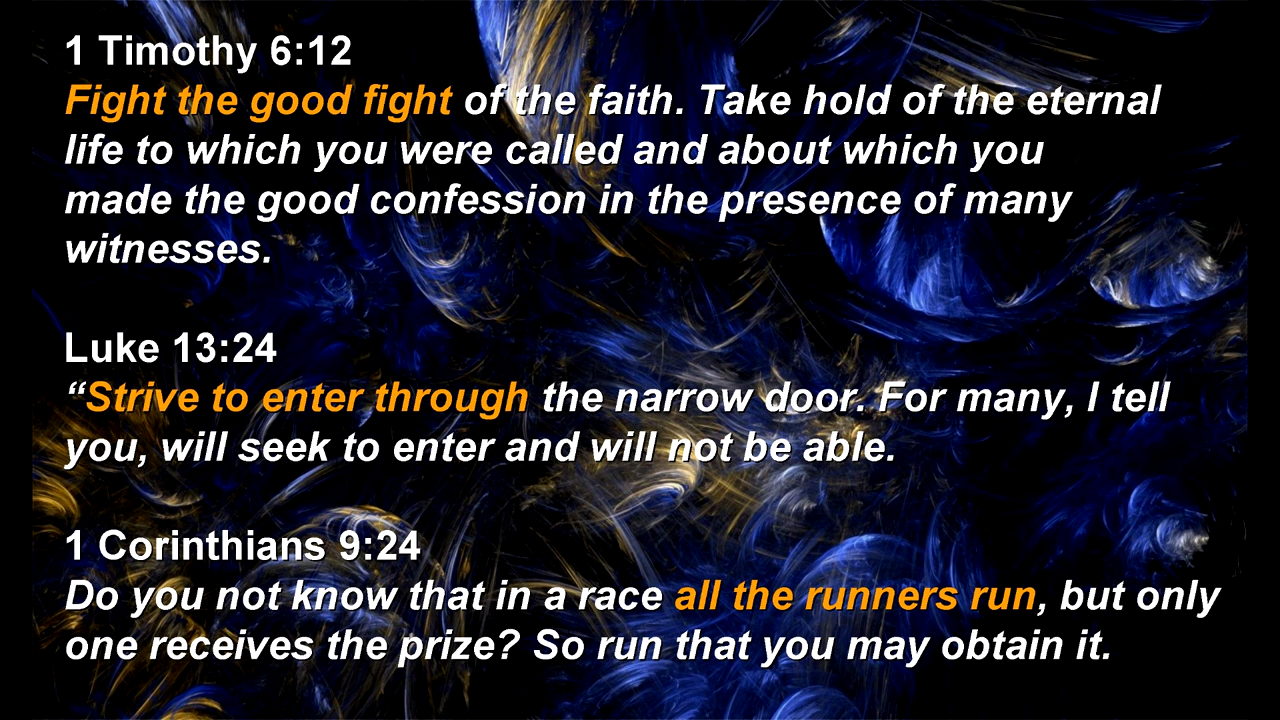 1 Timothy 6:12
Fight the good fight of the faith. Take hold of the eternal
life to which you were called and about which you
made the good confession in the presence of many
witnesses.
Luke 13:24
“Strive to enter through the narrow door. For many, I tell
you, will seek to enter and will not be able.
1 Corinthians 9:24
Do you not know that in a race all the runners run, but only
one receives the prize? So run that you may obtain it.